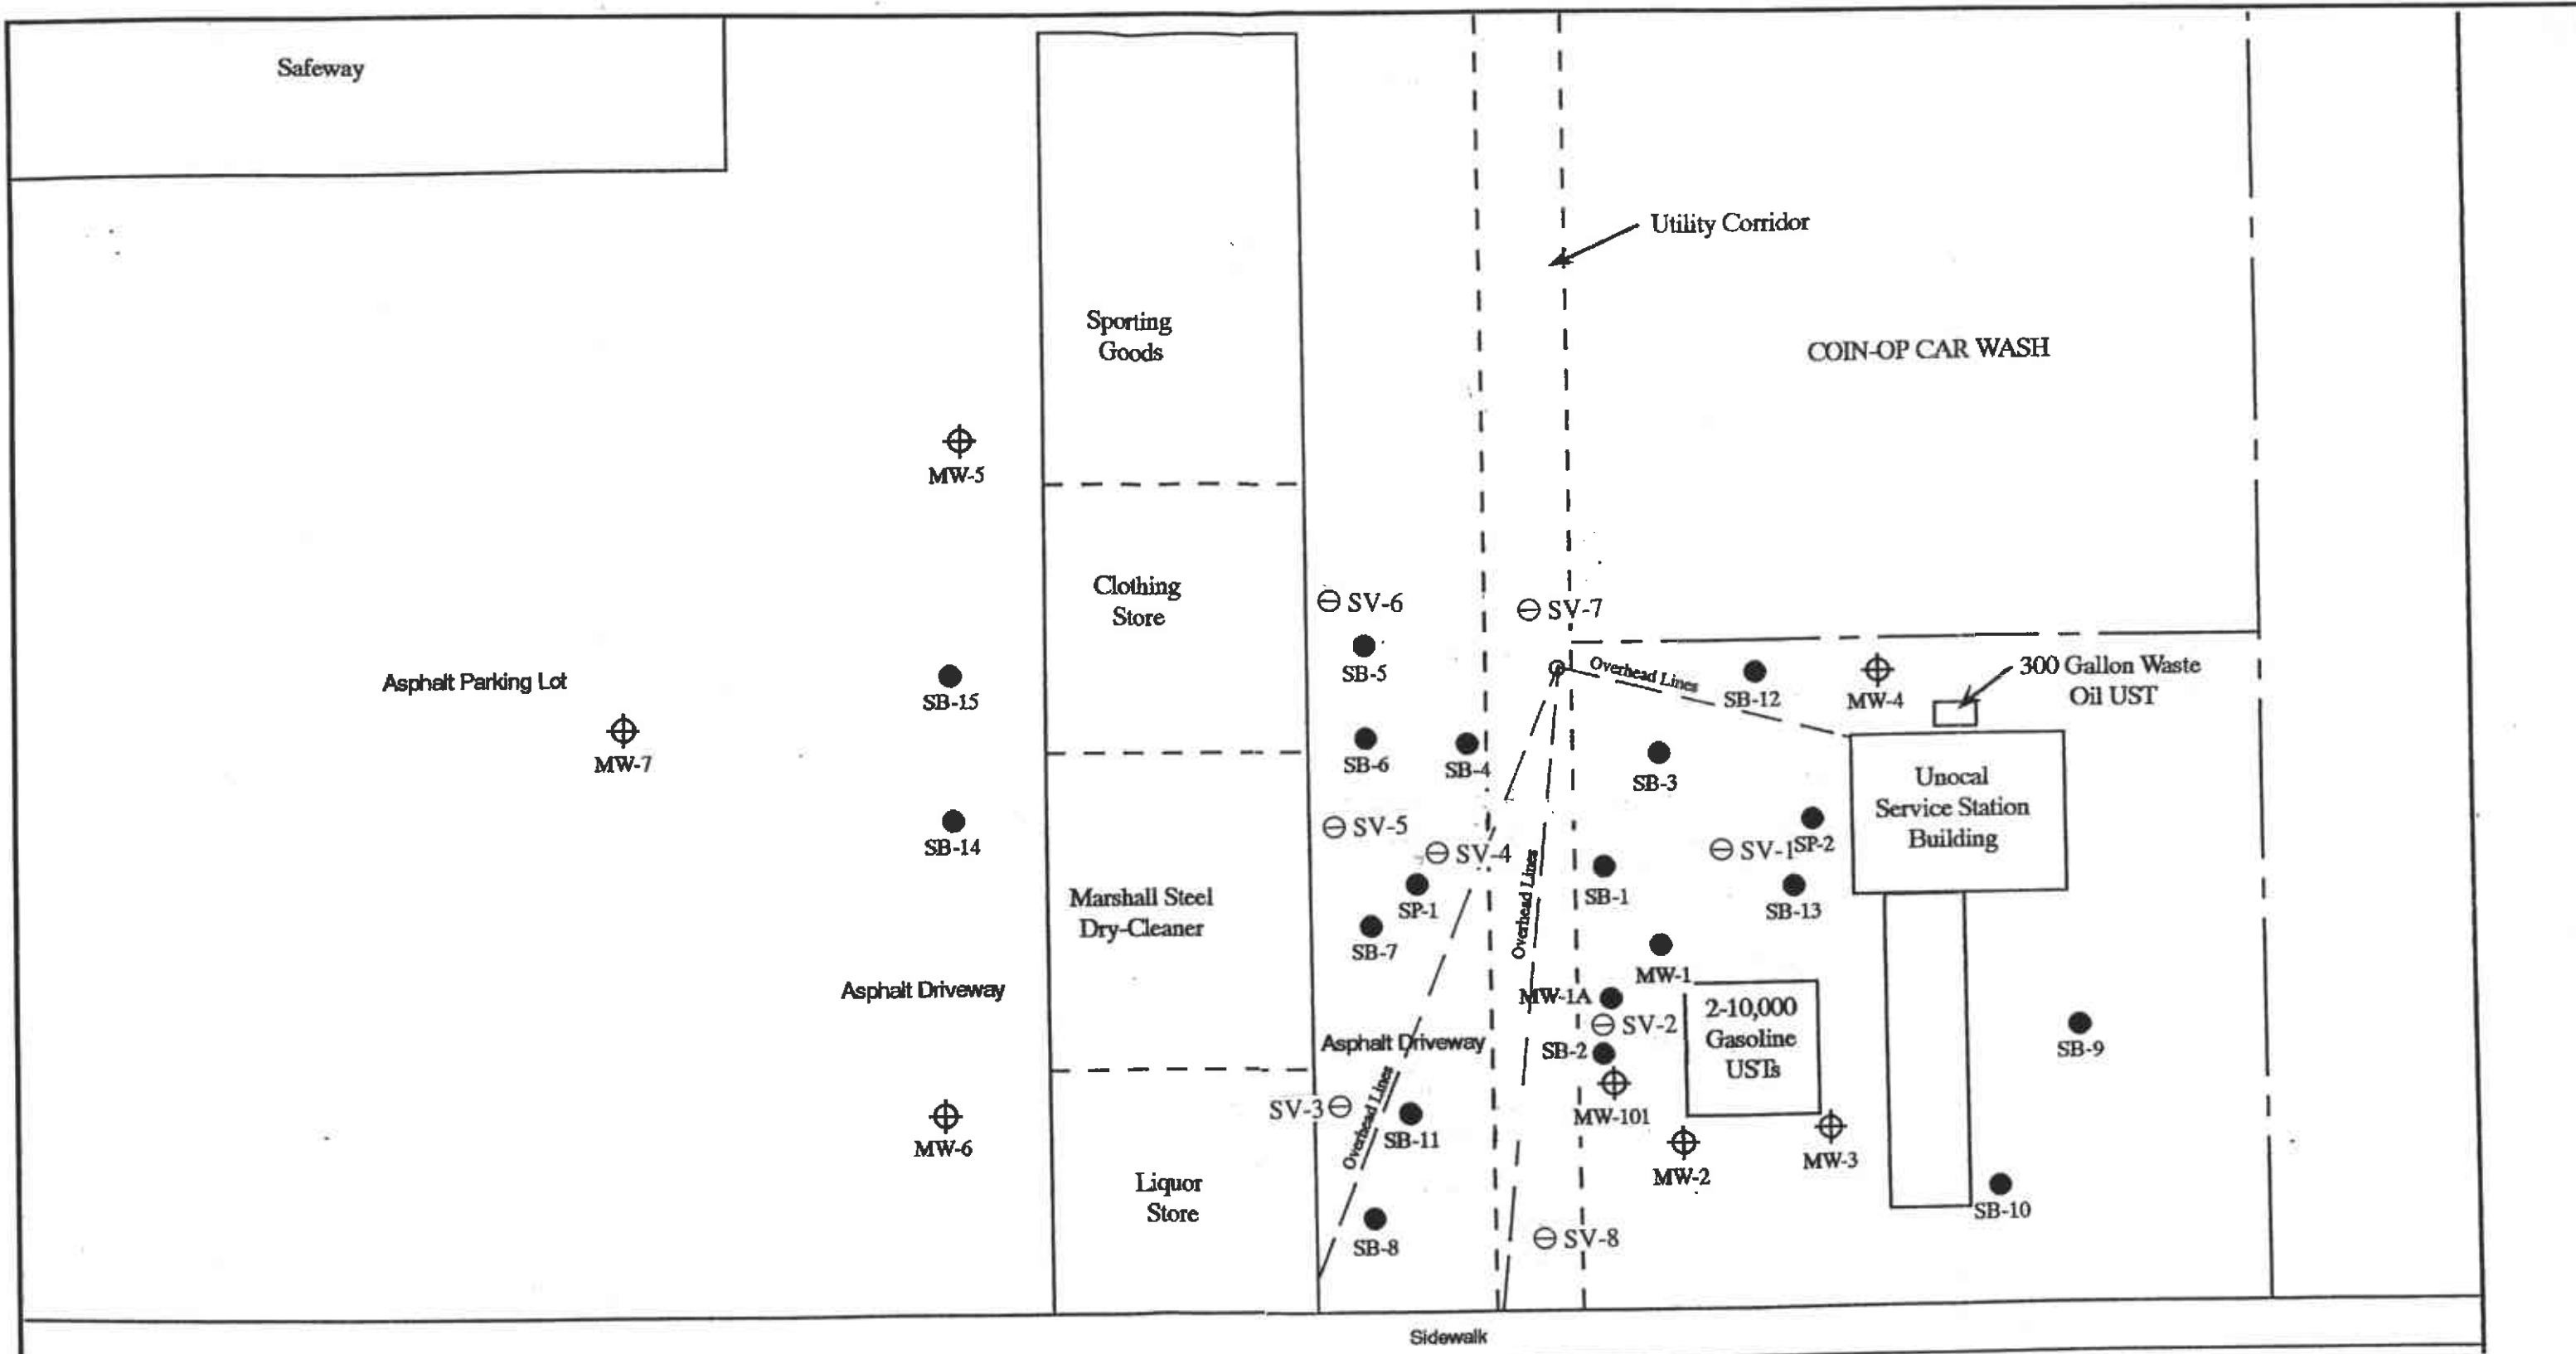 Safeway
Utility Corridor
Sporting
Goods
COIN-OP CAR WASH
MW-5
Clothing
Store
SV-6
SV-7
SB-5
Overhead Lines
SB-12
MW-4
300 Gallon Waste
Oil UST
Asphalt Parking Lot
SB-15
MW-7
SB-6
SB-4
SB-3
Unocal
Service Station
Building
SB-14
SV-5
SV-4
SV-1
SP-2
Marshall Steel
Dry-Cleaner
SP-1
SB-7
Overhead Lines
SB-1
SB-13
MW-1
Asphalt Driveway
MW-1A
2-10,000
Gasoline
USTs
SV-2
Asphalt Driveway
SB-2
SB-9
SV-3
Overhead Lines
SB-11
MW-101
MW-6
MW-2
MW-3
Liquor
Store
SB-10
SB-8
SV-8
Sidewalk